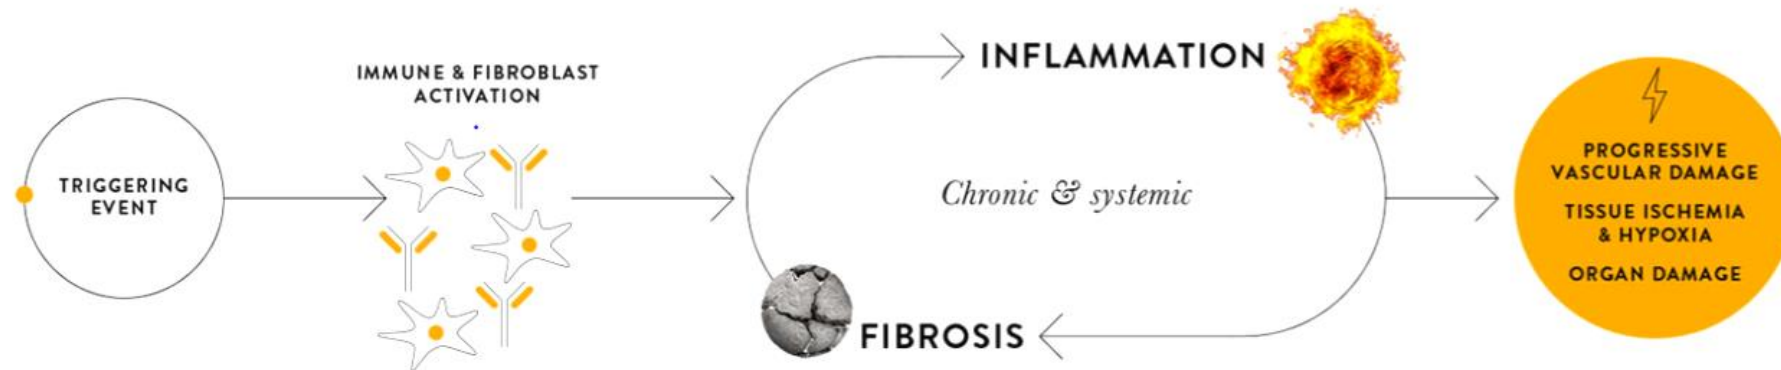 TRIGGERING
EVENT
IMMUNE & FIBROBLAST
ACTIVATION
INFLAMMATION
Chronic & systemic
FIBROSIS
PROGRESSIVE
VASCULAR DAMAGE
TISSUE ISCHEMIA
& HYPOXIA
ORGAN DAMAGE